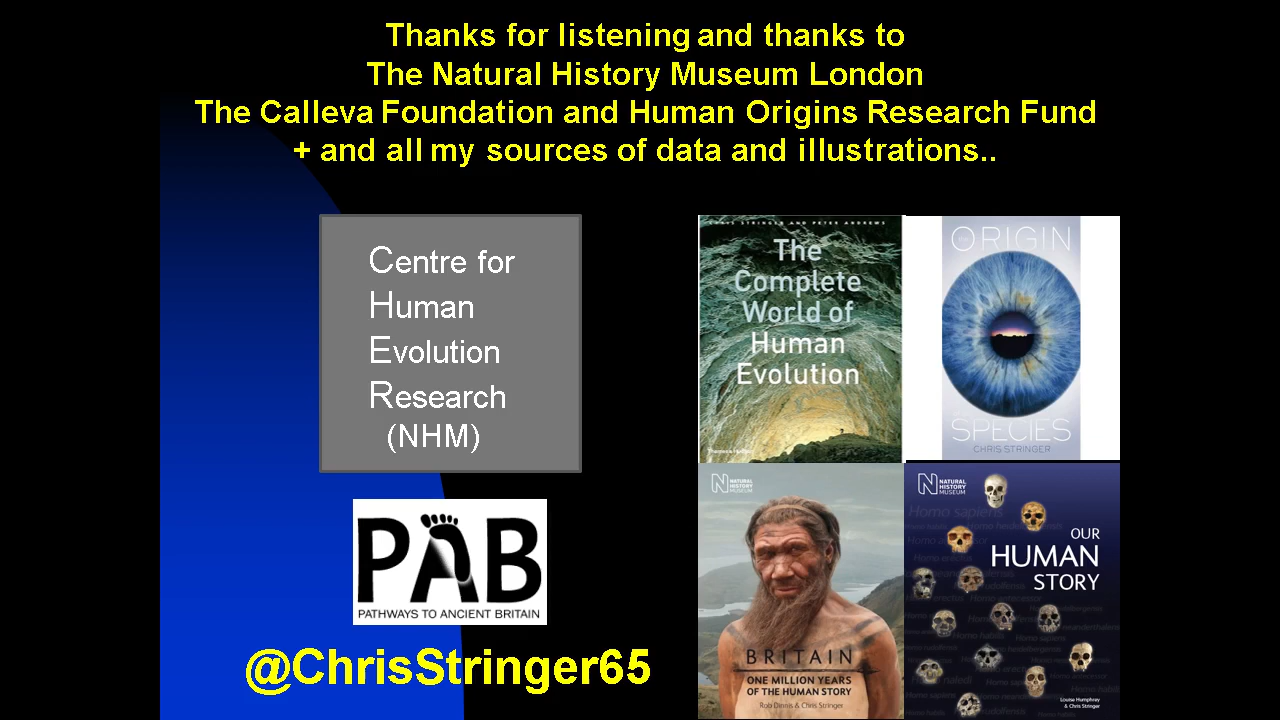 Thanks for listening and thanks to
The Natural History Museum London
The Calleva Foundation and Human Origins Research Fund
+ and all my sources of data and illustrations..
Centre for
Human
Evolution
Research
(NHM)
PAB
PATHWAYS TO ANCIENT BRITAIN
@ChrisStringer65
CHRIS STRINGER AND PETER ANDREWS
The
Complete
World of
Human
Evolution
Thames & Hudson
ORIGIN
SPECIES
CHRIS STRINGER
NATURAL
HISTORY
MUSEUM
BRITAIN
ONE MILLION YEARS
OF THE HUMAN STORY
Rob Dinnis & Chris Stringer
NATURAL
HISTORY
MUSEUM
Homo sapiens
OUR
HUMAN
STORY
Louise Humphrey
& Chris Stringer